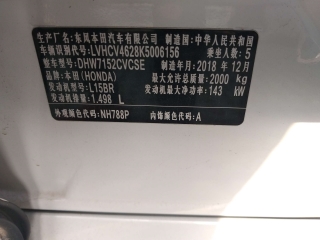 生产厂名：东风本田汽车有限公司 制造国：中华人民共和国
车辆识别代号：LVHCV4628K5006156 乘坐人数：5
整车型号：DHW7152CVCSE 制造年月：2018 年 12 月
品牌：本田(HONDA) 最大允许总质量：2000 kg
发动机型号：L15BR 发动机最大净功率：143 kW
发动机排量：1.498 L
外观颜色代码：NH788P 内饰颜色代码：A